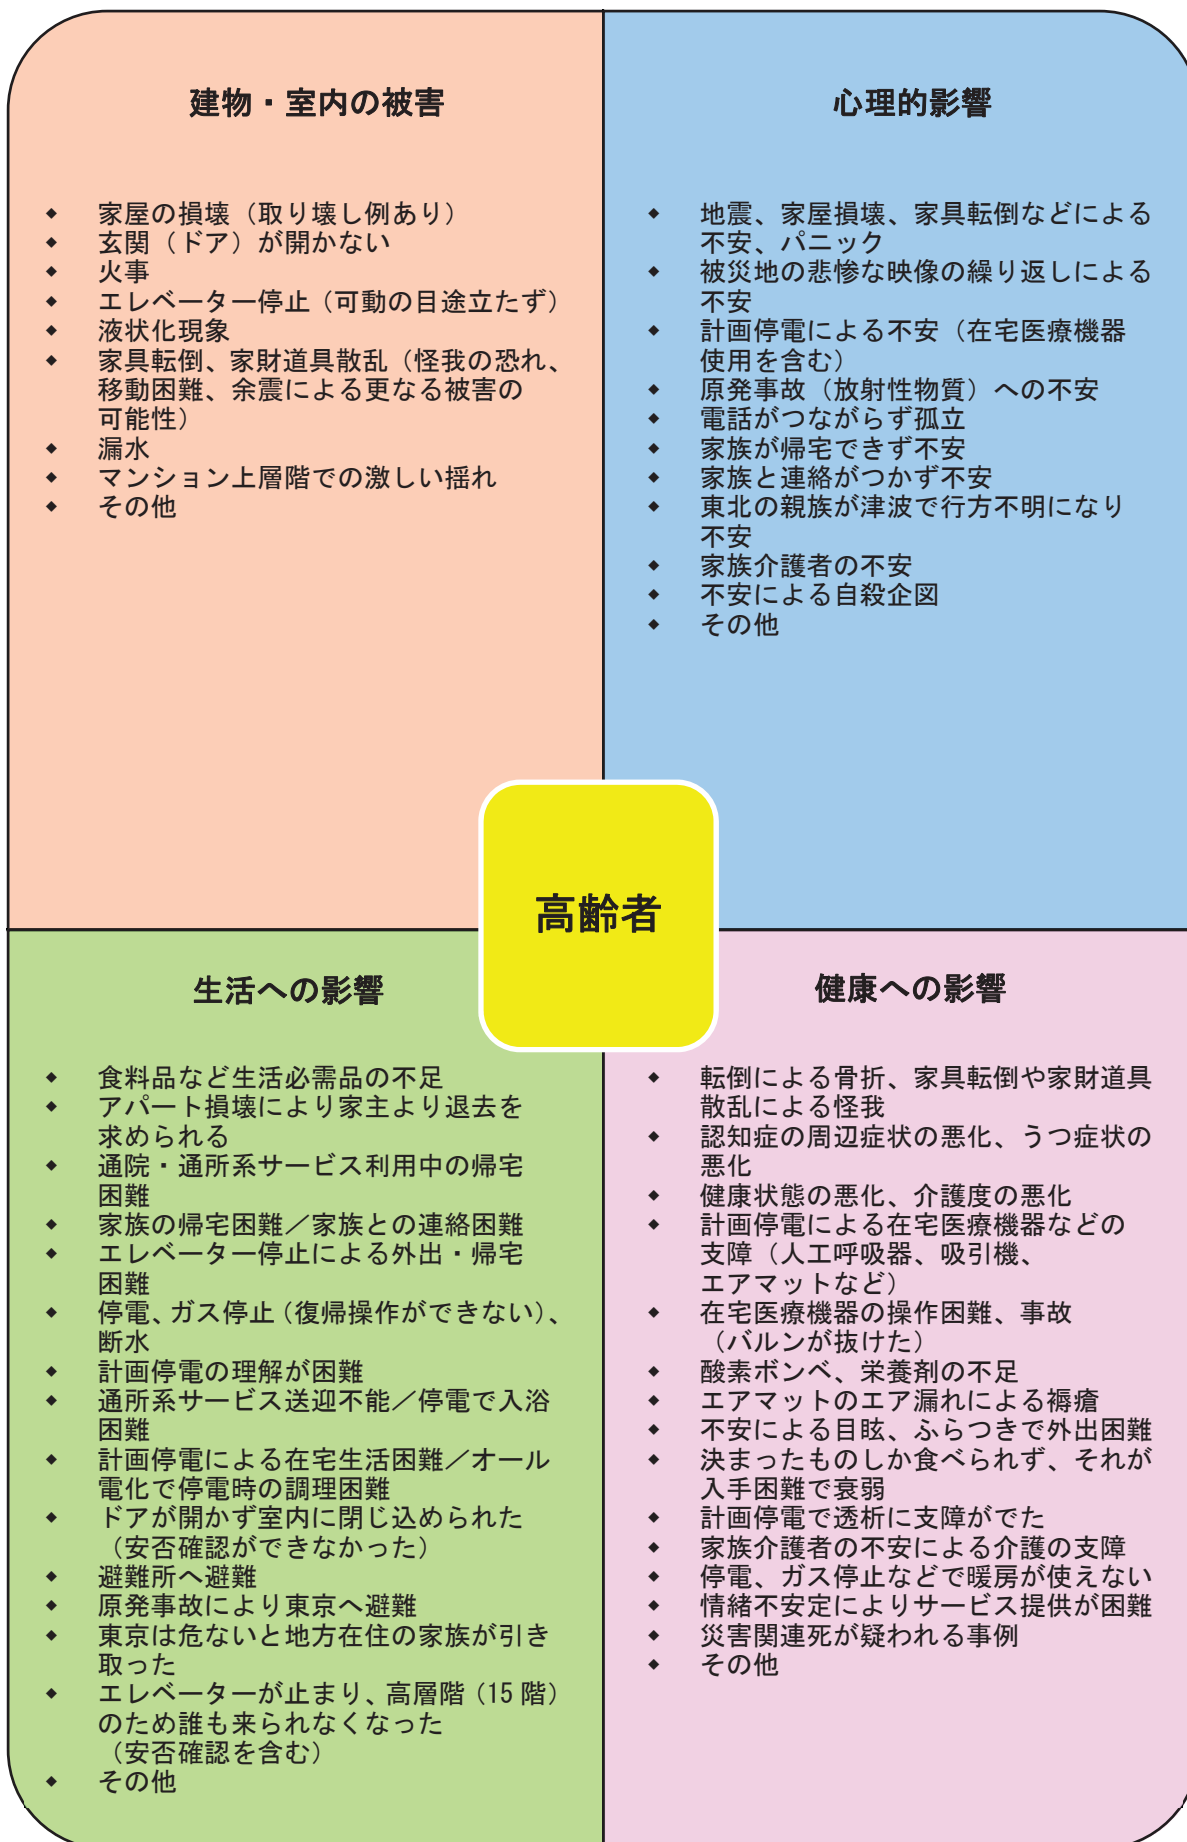 建物・室内の被害
◆ 家屋の損壊（取り壊し例あり）
◆ 玄関（ドア）が開かない
◆ 火事
◆ エレベーター停止（可動の目途立たず）
◆ 液状化現象
◆ 家具転倒、家財道具散乱（怪我の恐れ、
移動困難、余震による更なる被害の
可能性）
◆ 漏水
◆ マンション上層階での激しい揺れ
◆ その他
心理的影響
◆ 地震、家屋損壊、家具転倒などによる
不安、パニック
◆ 被災地の悲惨な映像の繰り返しによる
不安
◆ 計画停電による不安（在宅医療機器
使用を含む）
◆ 原発事故（放射性物質）への不安
◆ 電話がつながらず孤立
◆ 家族が帰宅できず不安
◆ 家族と連絡がつかず不安
◆ 東北の親族が津波で行方不明になり
不安
◆ 家族介護者の不安
◆ 不安による自殺企図
◆ その他
高齢者
生活への影響
◆ 食料品など生活必需品の不足
◆ アパート損壊により家主より退去を
求められる
◆ 通院・通所系サービス利用中の帰宅
困難
◆ 家族の帰宅困難／家族との連絡困難
◆ エレベーター停止による外出・帰宅
困難
◆ 停電、ガス停止（復帰操作ができない）、
断水
◆ 計画停電の理解が困難
◆ 通所系サービス送迎不能／停電で入浴
困難
◆ 計画停電による在宅生活困難／オール
電化で停電時の調理困難
◆ ドアが開かず室内に閉じ込められた
（安否確認ができなかった）
◆ 避難所へ避難
◆ 原発事故により東京へ避難
◆ 東京は危ないと地方在住の家族が引き
取った
◆ エレベーターが止まり、高層階（15 階）
のため誰も来られなくなった
（安否確認を含む）
◆ その他
健康への影響
◆ 転倒による骨折、家具転倒や家財道具
散乱による怪我
◆ 認知症の周辺症状の悪化、うつ症状の
悪化
◆ 健康状態の悪化、介護度の悪化
◆ 計画停電による在宅医療機器などの
支障（人工呼吸器、吸引機、
エアマットなど）
◆ 在宅医療機器の操作困難、事故
（バルンが抜けた）
◆ 酸素ボンベ、栄養剤の不足
◆ エアマットのエア漏れによる褥瘡
◆ 不安による目眩、ふらつきで外出困難
◆ 決まったものしか食べられず、それが
入手困難で衰弱
◆ 計画停電で透析に支障がでた
◆ 家族介護者の不安による介護の支障
◆ 停電、ガス停止などで暖房が使えない
◆ 情緒不安定によりサービス提供が困難
◆ 災害関連死が疑われる事例
◆ その他